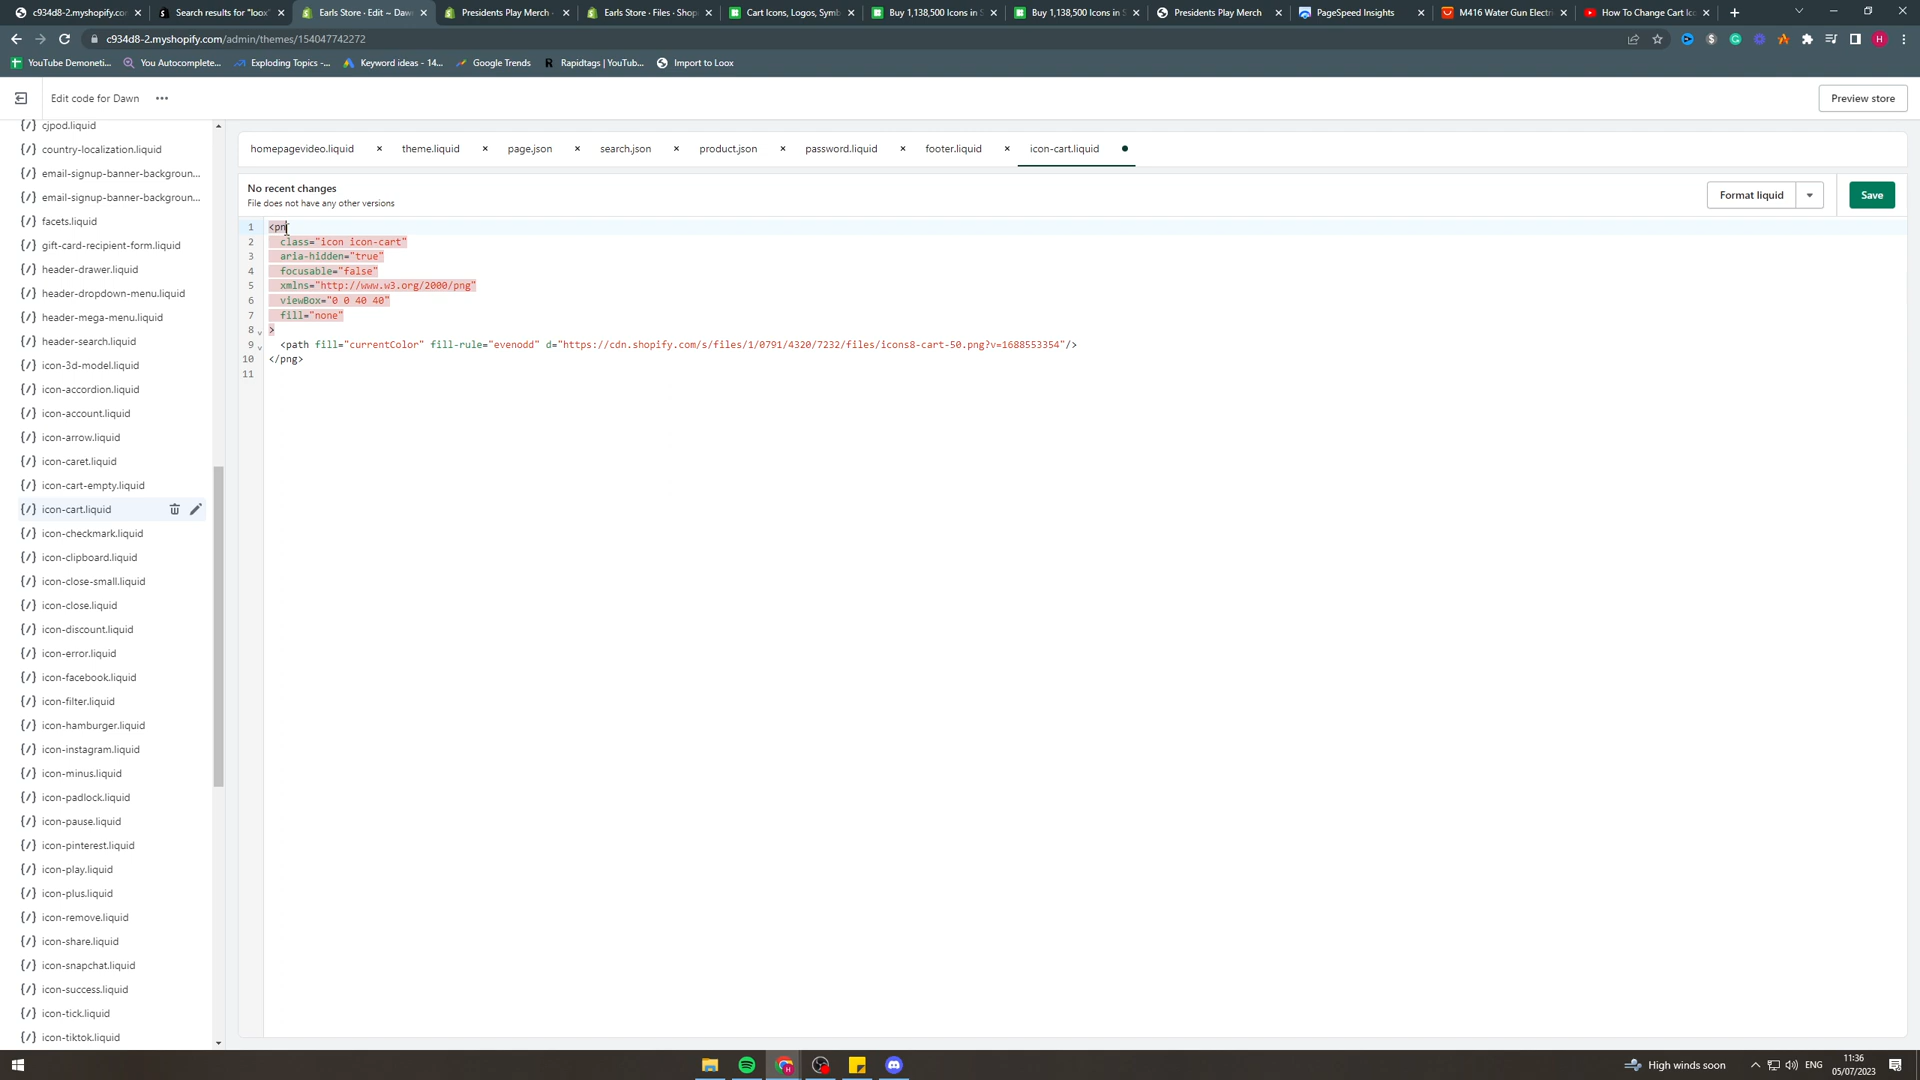 c934d8-2.myshopify.co
Search results for "loox"
Earls Store · Edit ~ Daw
Presidents Play Merch ·
Earls Store · Files · Shop
Cart Icons, Logos, Symb
Buy 1,138,500 Icons in S
Buy 1,138,500 Icons in S
Presidents Play Merch
PageSpeed Insights
M416 Water Gun Electri
How To Change Cart Ico
c934d8-2.myshopify.com/admin/themes/154047742272
YouTube Demoneti...
You Autocomplete...
Exploding Topics -...
Keyword ideas - 14...
Google Trends
Rapidtags | YouTub...
Import to Loox
Edit code for Dawn
Preview store
{/} cjpod.liquid
{/} country-localization.liquid
{/} email-signup-banner-backgroun...
{/} email-signup-banner-backgroun...
{/} facets.liquid
{/} gift-card-recipient-form.liquid
{/} header-drawer.liquid
{/} header-dropdown-menu.liquid
{/} header-mega-menu.liquid
{/} header-search.liquid
{/} icon-3d-model.liquid
{/} icon-accordion.liquid
{/} icon-account.liquid
{/} icon-arrow.liquid
{/} icon-caret.liquid
{/} icon-cart-empty.liquid
{/} icon-cart.liquid
{/} icon-checkmark.liquid
{/} icon-clipboard.liquid
{/} icon-close-small.liquid
{/} icon-close.liquid
{/} icon-discount.liquid
{/} icon-error.liquid
{/} icon-facebook.liquid
{/} icon-filter.liquid
{/} icon-hamburger.liquid
{/} icon-instagram.liquid
{/} icon-minus.liquid
{/} icon-padlock.liquid
{/} icon-pause.liquid
{/} icon-pinterest.liquid
{/} icon-play.liquid
{/} icon-plus.liquid
{/} icon-remove.liquid
{/} icon-share.liquid
{/} icon-snapchat.liquid
{/} icon-success.liquid
{/} icon-tick.liquid
{/} icon-tiktok.liquid
homepagevideo.liquid
theme.liquid
page.json
search.json
product.json
password.liquid
footer.liquid
icon-cart.liquid
No recent changes
File does not have any other versions
Format liquid
Save
1 <pn
2 class="icon icon-cart"
3 aria-hidden="true"
4 focusable="false"
5 xmlns="http://www.w3.org/2000/png"
6 viewBox="0 0 40 40"
7 fill="none"
8 >
9 <path fill="currentColor" fill-rule="evenodd" d="https://cdn.shopify.com/s/files/1/0791/4320/7232/files/icons8-cart-50.png?v=1688553354"/>
10 </png>
11
High winds soon
ENG
11:36
05/07/2023